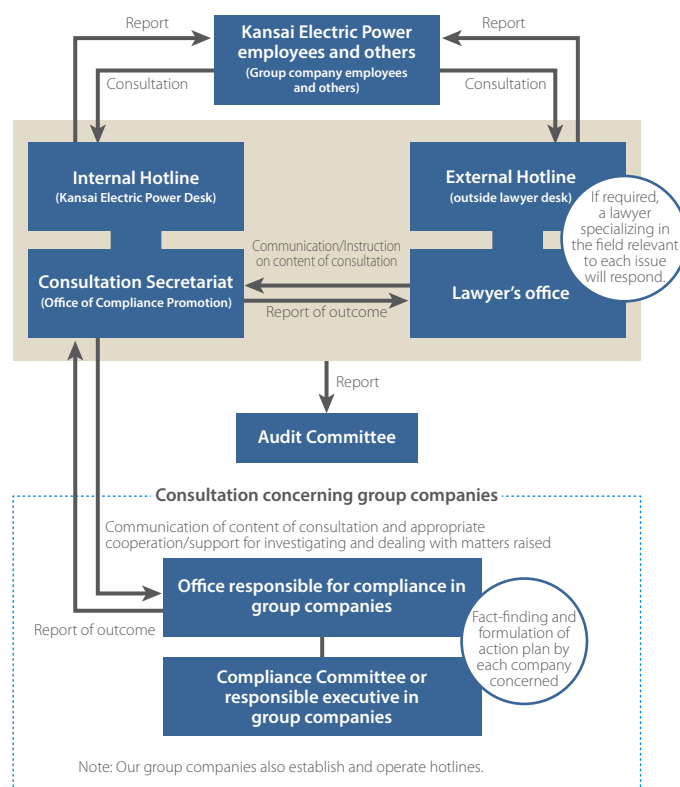 Report
Kansai Electric Power
employees and others
(Group company employees
and others)
Report
Consultation
Consultation
Internal Hotline
(Kansai Electric Power Desk)
External Hotline
(outside lawyer desk)
If required,
a lawyer
specializing in
the field relevant
to each issue
will respond.
Consultation Secretariat
(Office of Compliance Promotion)
Communication/Instruction
on content of consultation
Report of outcome
Lawyer's office
Report
Audit Committee
Consultation concerning group companies
Communication of content of consultation and appropriate
cooperation/support for investigating and dealing with matters raised
Office responsible for compliance in
group companies
Report of outcome
Fact-finding and
formulation of
action plan by
each company
concerned
Compliance Committee or
responsible executive in
group companies
Note: Our group companies also establish and operate hotlines.